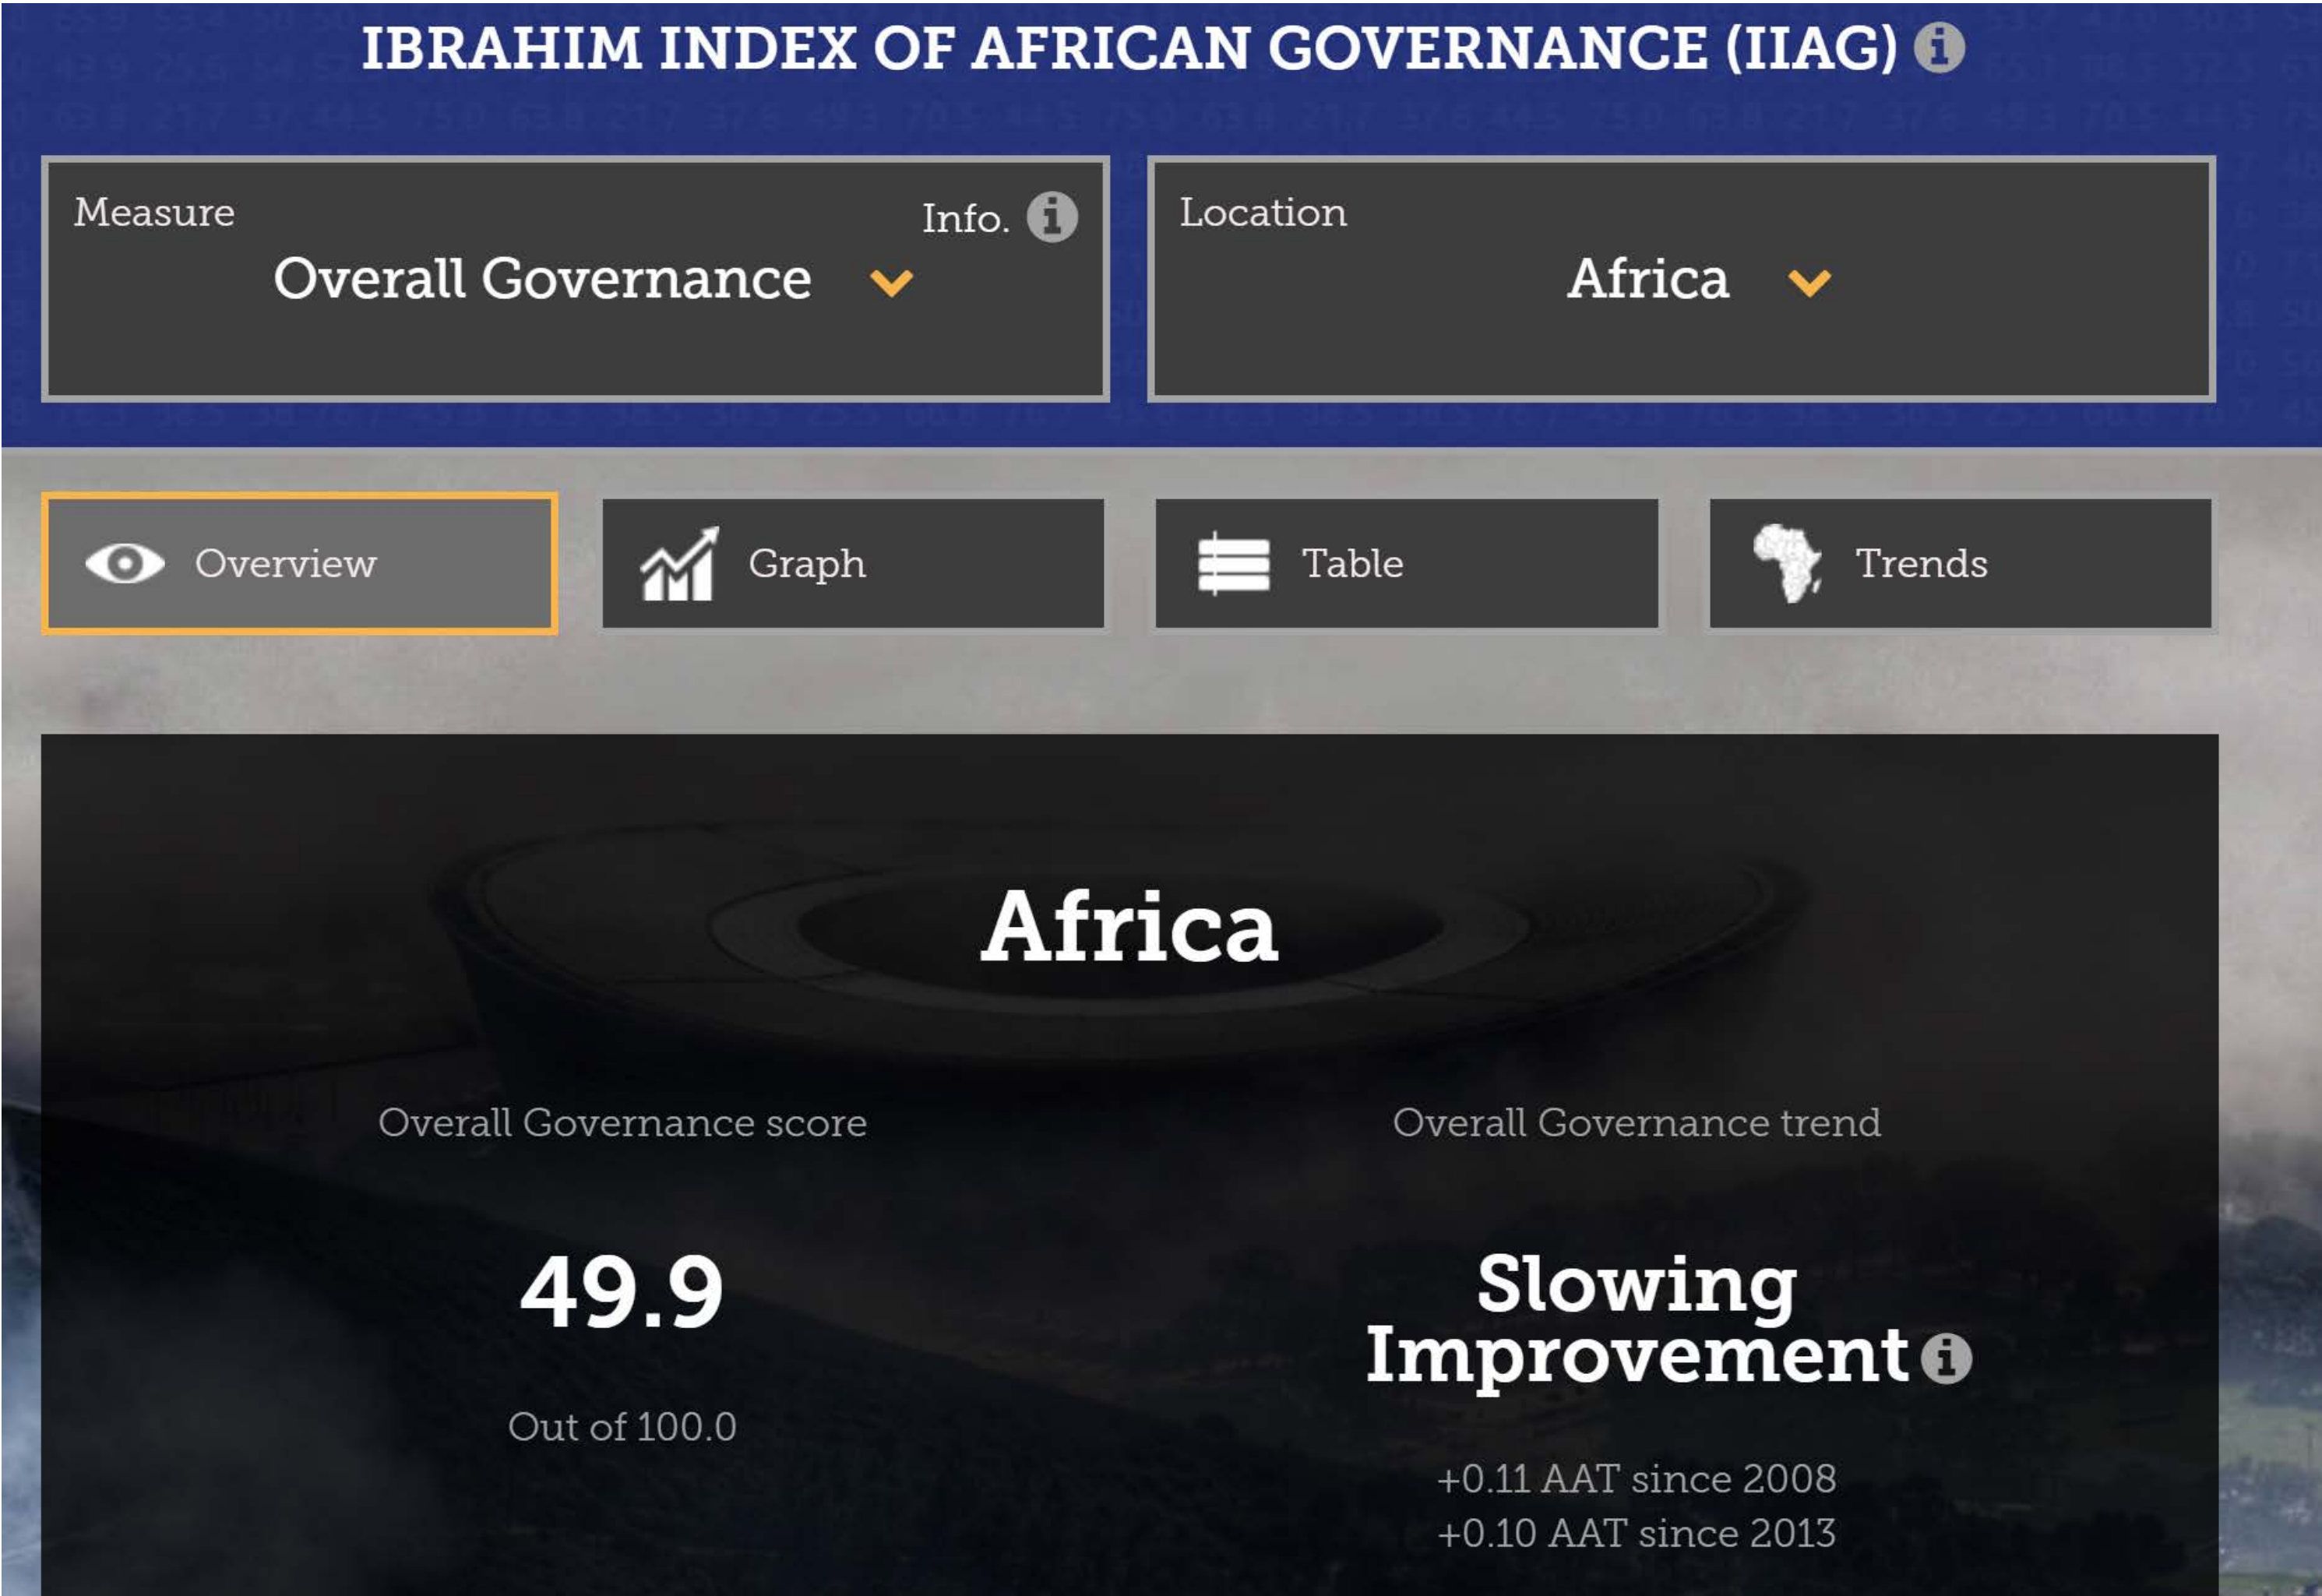 IBRAHIM INDEX OF AFRICAN GOVERNANCE (IIAG)
Measure
Info.
Overall Governance
Location
Africa
Overview
Graph
Table
Trends
Africa
Overall Governance score
49.9
Out of 100.0
Overall Governance trend
Slowing
Improvement
+0.11 AAT since 2008
+0.10 AAT since 2013